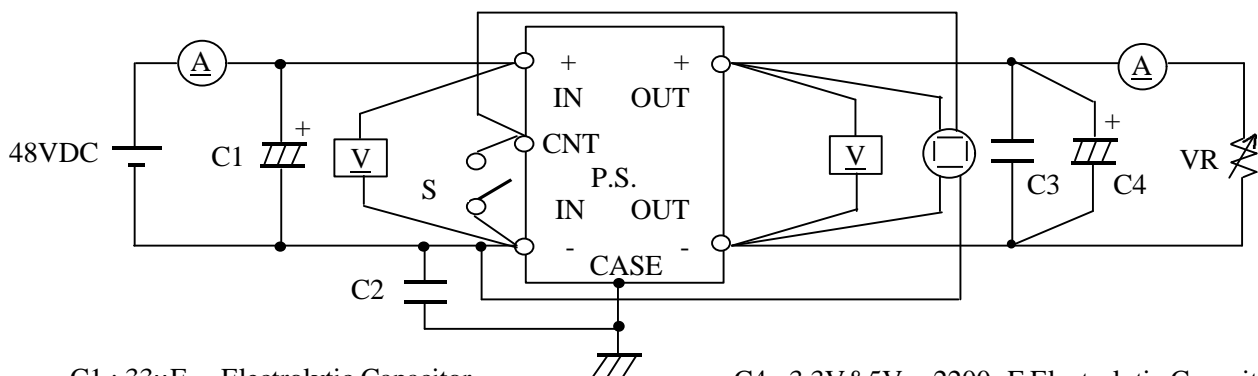 A
A
+ +
IN OUT
+ +
CNT
48VDC C1 V V VR
P.S.
C3 C4
S
IN OUT
- -
CASE
C2